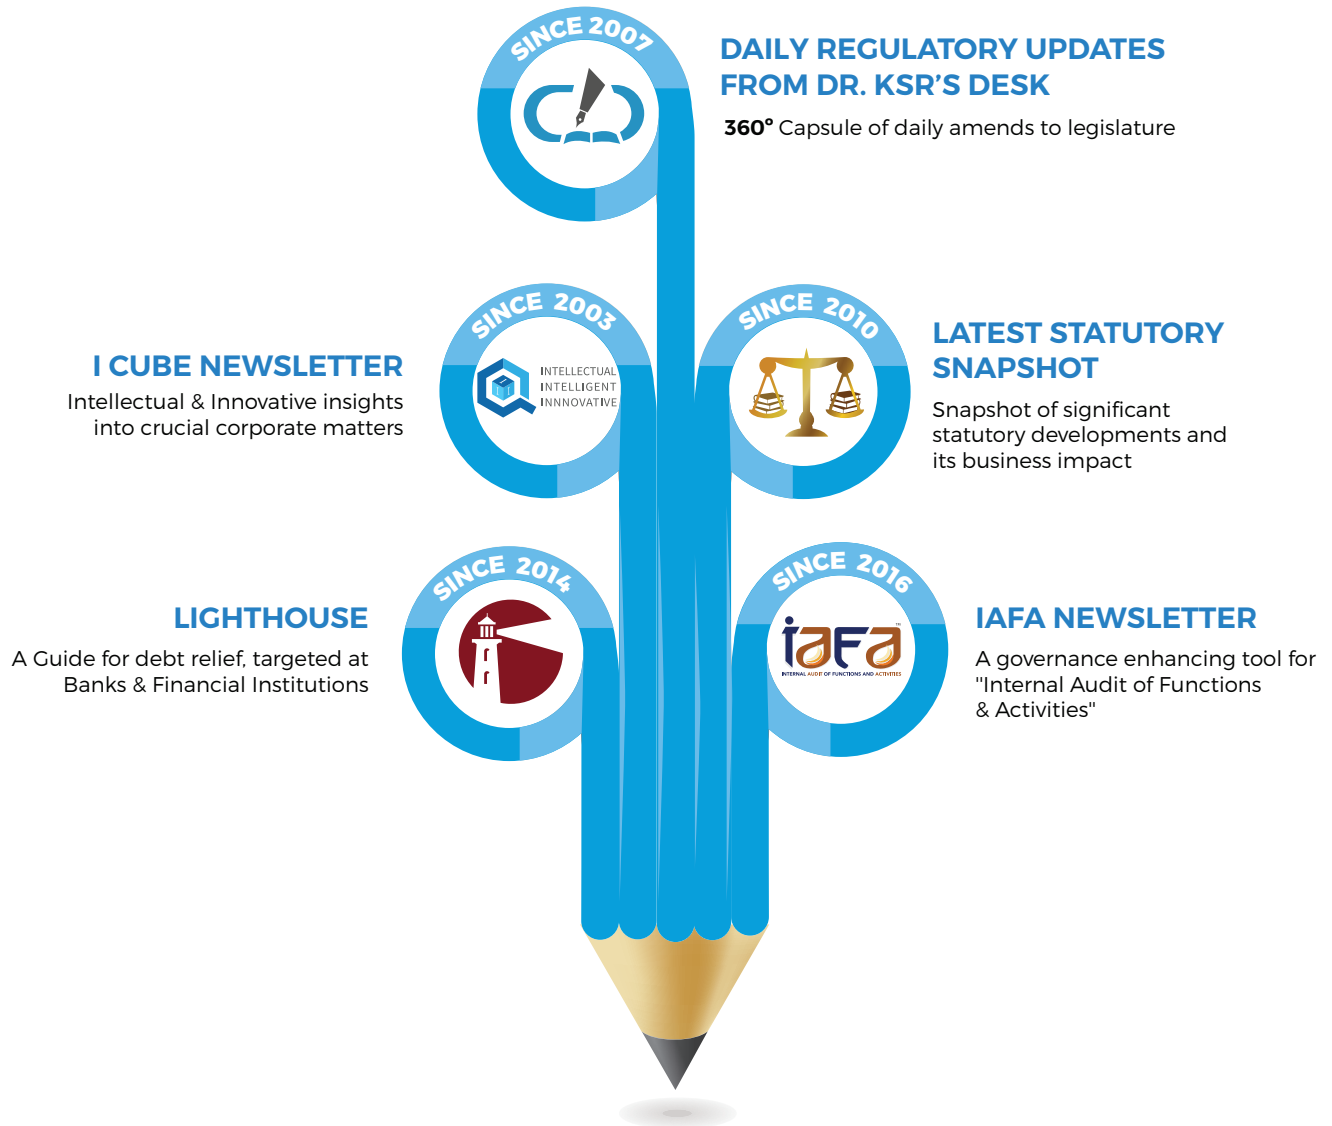 SINCE 2007
DAILY REGULATORY UPDATES
FROM DR. KSR'S DESK
360º Capsule of daily amends to legislature
SINCE 2003
INTELLECTUAL
INTELLIGENT
INNNOVATIVE
I CUBE NEWSLETTER
Intellectual & Innovative insights
into crucial corporate matters
SINCE 2010
LATEST STATUTORY
SNAPSHOT
Snapshot of significant
statutory developments and
its business impact
SINCE 2014
LIGHTHOUSE
A Guide for debt relief, targeted at
Banks & Financial Institutions
SINCE 2016
iaFa
TM
INTERNAL AUDIT OF FUNCTIONS AND ACTIVITIES
IAFA NEWSLETTER
A governance enhancing tool for
"Internal Audit of Functions
& Activities"